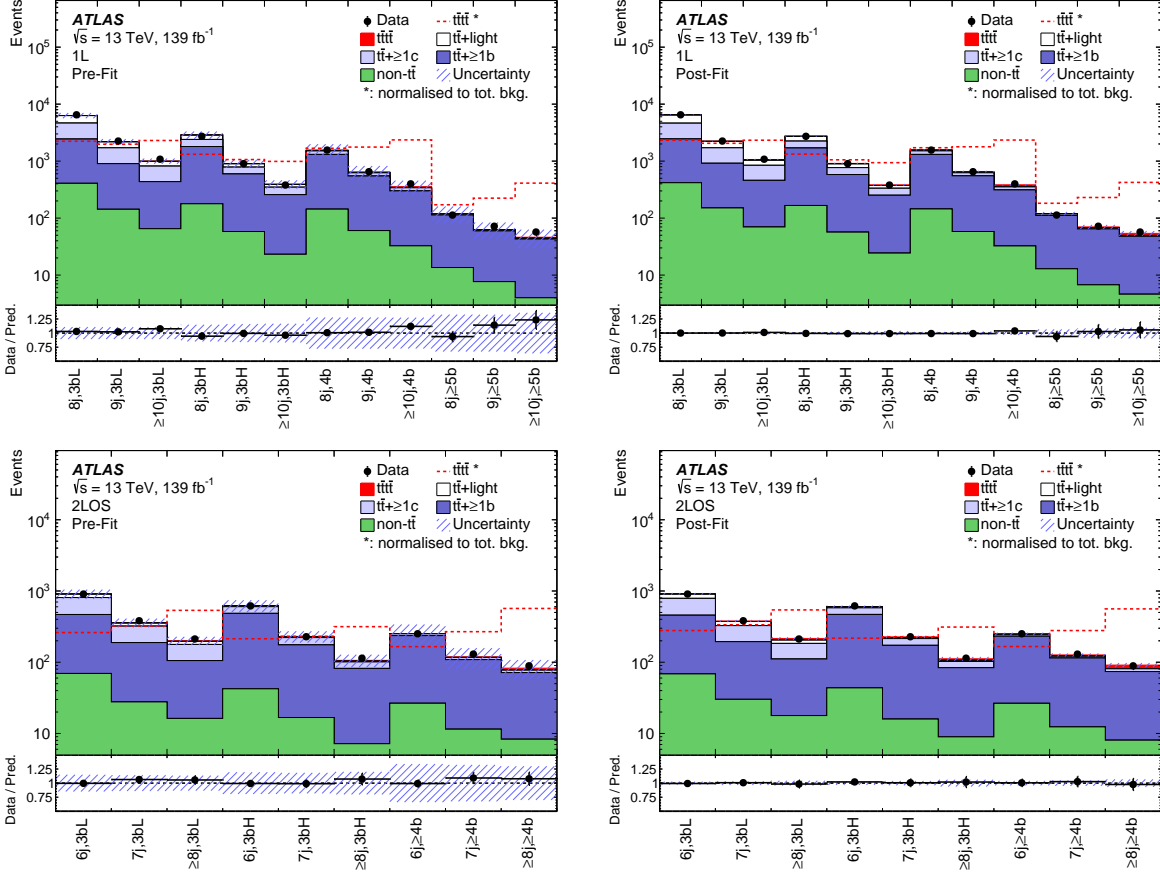 Events
ATLAS
√s = 13 TeV, 139 fb⁻¹
1L
Pre-Fit
Data
tt̄tt̄ *
tt̄tt̄
tt̄+light
tt̄+≥1c
tt̄+≥1b
non-tt̄
Uncertainty
*: normalised to tot. bkg.
10⁵
10⁴
10³
10²
10
Data / Pred.
1.25
1
0.75
8j,3bL
9j,3bL
≥10j,3bL
8j,3bH
9j,3bH
≥10j,3bH
8j,4b
9j,4b
≥10j,4b
8j,≥5b
9j,≥5b
≥10j,≥5b
Events
ATLAS
√s = 13 TeV, 139 fb⁻¹
1L
Post-Fit
Data
tt̄tt̄ *
tt̄tt̄
tt̄+light
tt̄+≥1c
tt̄+≥1b
non-tt̄
Uncertainty
*: normalised to tot. bkg.
10⁵
10⁴
10³
10²
10
Data / Pred.
1.25
1
0.75
8j,3bL
9j,3bL
≥10j,3bL
8j,3bH
9j,3bH
≥10j,3bH
8j,4b
9j,4b
≥10j,4b
8j,≥5b
9j,≥5b
≥10j,≥5b
Events
ATLAS
√s = 13 TeV, 139 fb⁻¹
2LOS
Pre-Fit
Data
tt̄tt̄ *
tt̄tt̄
tt̄+light
tt̄+≥1c
tt̄+≥1b
non-tt̄
Uncertainty
*: normalised to tot. bkg.
10⁴
10³
10²
10
Data / Pred.
1.25
1
0.75
6j,3bL
7j,3bL
≥8j,3bL
6j,3bH
7j,3bH
≥8j,3bH
6j,≥4b
7j,≥4b
≥8j,≥4b
Events
ATLAS
√s = 13 TeV, 139 fb⁻¹
2LOS
Post-Fit
Data
tt̄tt̄ *
tt̄tt̄
tt̄+light
tt̄+≥1c
tt̄+≥1b
non-tt̄
Uncertainty
*: normalised to tot. bkg.
10⁴
10³
10²
10
Data / Pred.
1.25
1
0.75
6j,3bL
7j,3bL
≥8j,3bL
6j,3bH
7j,3bH
≥8j,3bH
6j,≥4b
7j,≥4b
≥8j,≥4b